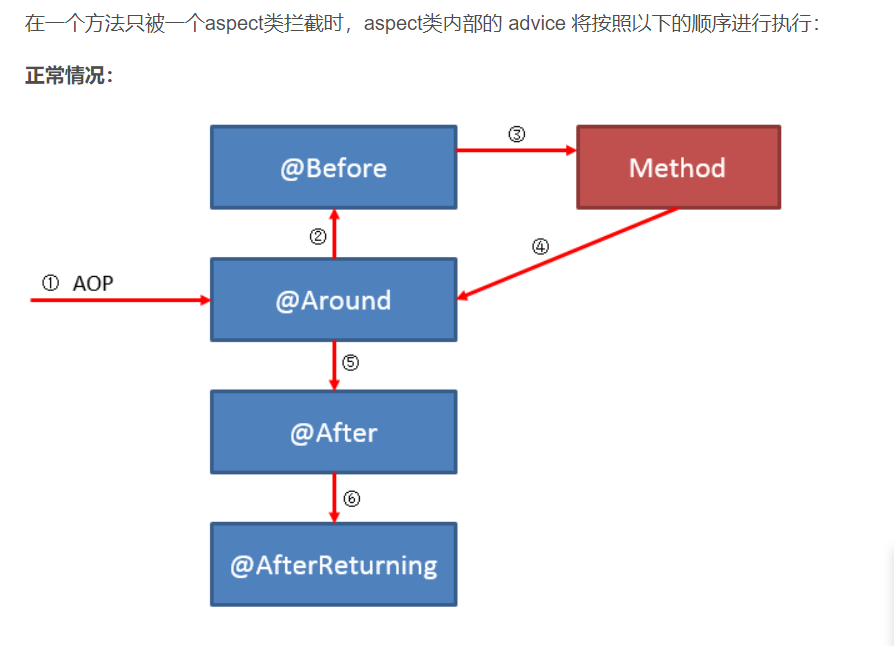 在一个方法只被一个aspect类拦截时，aspect类内部的 advice 将按照以下的顺序进行执行：
正常情况：
@Before
③
Method
②
④
① AOP
@Around
⑤
@After
⑥
@AfterReturning